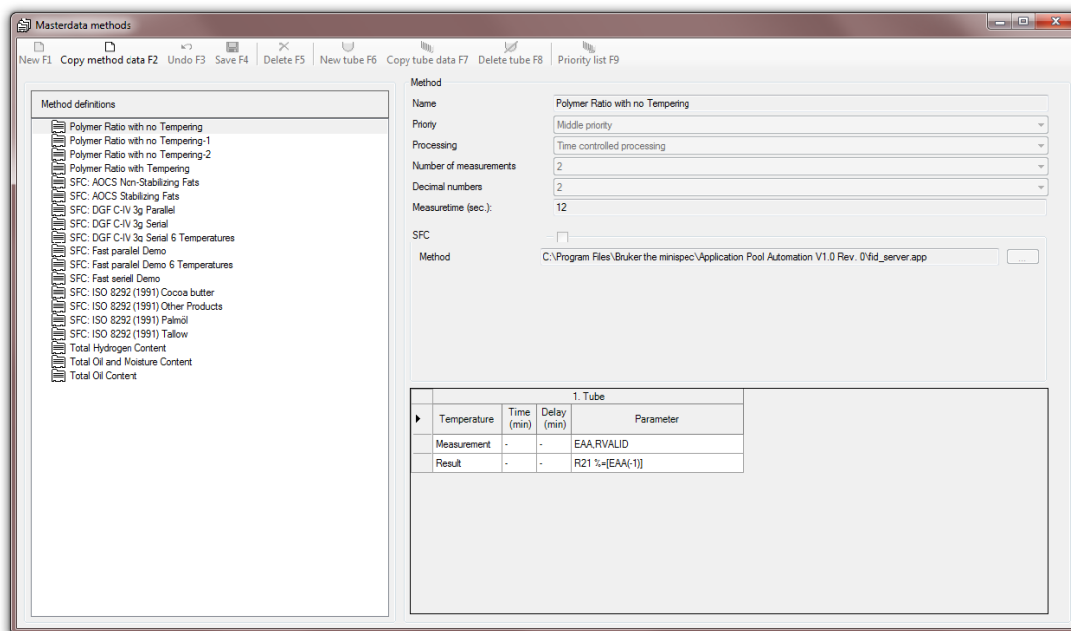 Masterdata methods
New F1 Copy method cata F2 Undo F3 Save F4 Delete F5 New tube F6 Copy tube data F7 Delete tube F8 Priority list F9
Method definitions
Polymer Ratio with no Tempering
Polymer Ratio with no Tempering-1
Polymer Ratio with no Tempering-2
Polymer Ratio with Tempering
SFC: AOCS Non-Stabilizing Fats
SFC: AOCS Stabilizing Fats
SFC: DGF C-IV 3g Parallel
SFC: DGF C-IV 3g Serial
SFC: DGF C-IV 3g Serial 6 Temperatures
SFC: Fast paralel Demo
SFC: Fast paralel Demo 6 Temperatures
SFC: Fast seriell Demo
SFC: ISO 8292 (1991) Cocoa butter
SFC: ISO 8292 (1991) Other Products
SFC: ISO 8292 (1991) Palmöl
SFC: ISO 8292 (1991) Tallow
Total Hydrogen Content
Total Oil and Moisture Content
Total Oil Content
Method
Name Polymer Ratio with no Tempering
Priorty Middle priority
Processing Time controlled processing
Number of measurements 2
Decimal numbers 2
Measuretime (sec.): 12
SFC
Method C:\Program Files\Bruker the minispec\Application Pool Automation V1.0 Rev. 0\fid_server.app ...
1. Tube
Temperature Time (min) Delay (min) Parameter
Measurement - - EAA,RVALID
Result - - R21 %=[EAA(-1)]